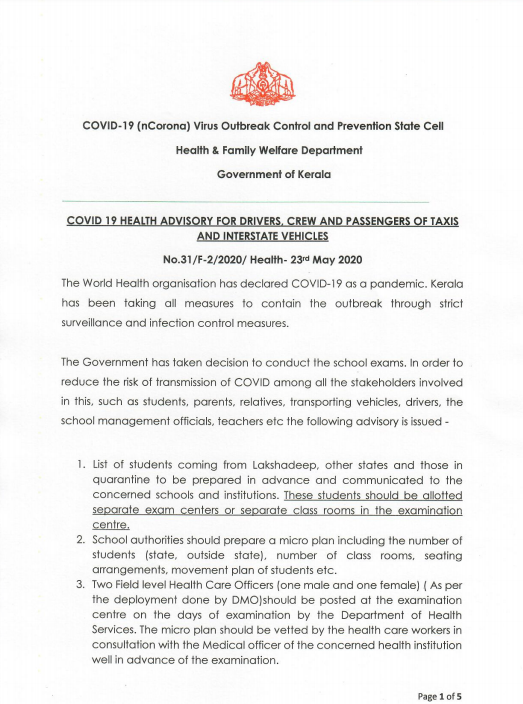 COVID-19 (nCorona) Virus Outbreak Control and Prevention State Cell
Health & Family Welfare Department
Government of Kerala
COVID 19 HEALTH ADVISORY FOR DRIVERS, CREW AND PASSENGERS OF TAXIS
AND INTERSTATE VEHICLES
No.31/F-2/2020/ Health- 23rd May 2020
The World Health organisation has declared COVID-19 as a pandemic. Kerala
has been taking all measures to contain the outbreak through strict
surveillance and infection control measures.
The Government has taken decision to conduct the school exams. In order to
reduce the risk of transmission of COVID among all the stakeholders involved
in this, such as students, parents, relatives, transporting vehicles, drivers, the
school management officials, teachers etc the following advisory is issued -
1. List of students coming from Lakshadeep, other states and those in
quarantine to be prepared in advance and communicated to the
concerned schools and institutions. These students should be allotted
separate exam centers or separate class rooms in the examination
centre.
2. School authorities should prepare a micro plan including the number of
students (state, outside state), number of class rooms, seating
arrangements, movement plan of students etc.
3. Two Field level Health Care Officers (one male and one female) ( As per
the deployment done by DMO)should be posted at the examination
centre on the days of examination by the Department of Health
Services. The micro plan should be vetted by the health care workers in
consultation with the Medical officer of the concerned health institution
well in advance of the examination.
Page 1 of 5